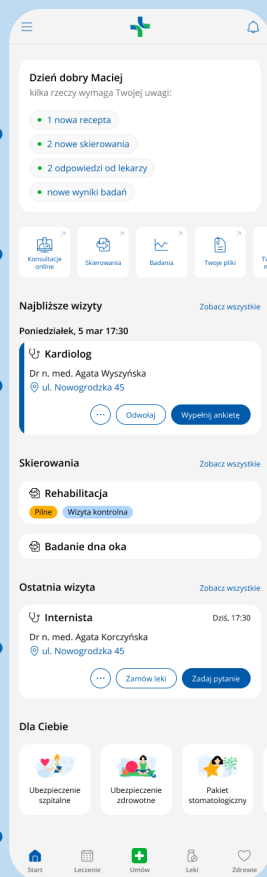 Dzień dobry Maciej
kilka rzeczy wymaga Twojej uwagi:
1 nowa recepta
2 nowe skierowania
2 odpowiedzi od lekarzy
nowe wyniki badań
Konsultacje
online
Skierowania
Badania
Twoje pliki
Najbliższe wizyty
Zobacz wszystkie
Poniedziałek, 5 mar 17:30
Kardiolog
Dr n. med. Agata Wyszyńska
ul. Nowogrodzka 45
Odwołaj
Wypełnij ankietę
Skierowania
Zobacz wszystkie
Rehabilitacja
Pilne
Wizyta kontrolna
Badanie dna oka
Ostatnia wizyta
Zobacz wszystkie
Internista
Dziś, 17:30
Dr n. med. Agata Korczyńska
ul. Nowogrodzka 45
Zamów leki
Zadaj pytanie
Dla Ciebie
Ubezpieczenie
szpitalne
Ubezpieczenie
zdrowotne
Pakiet
stomatologiczny
Start
Leczenie
Umów
Leki
Zdrowie